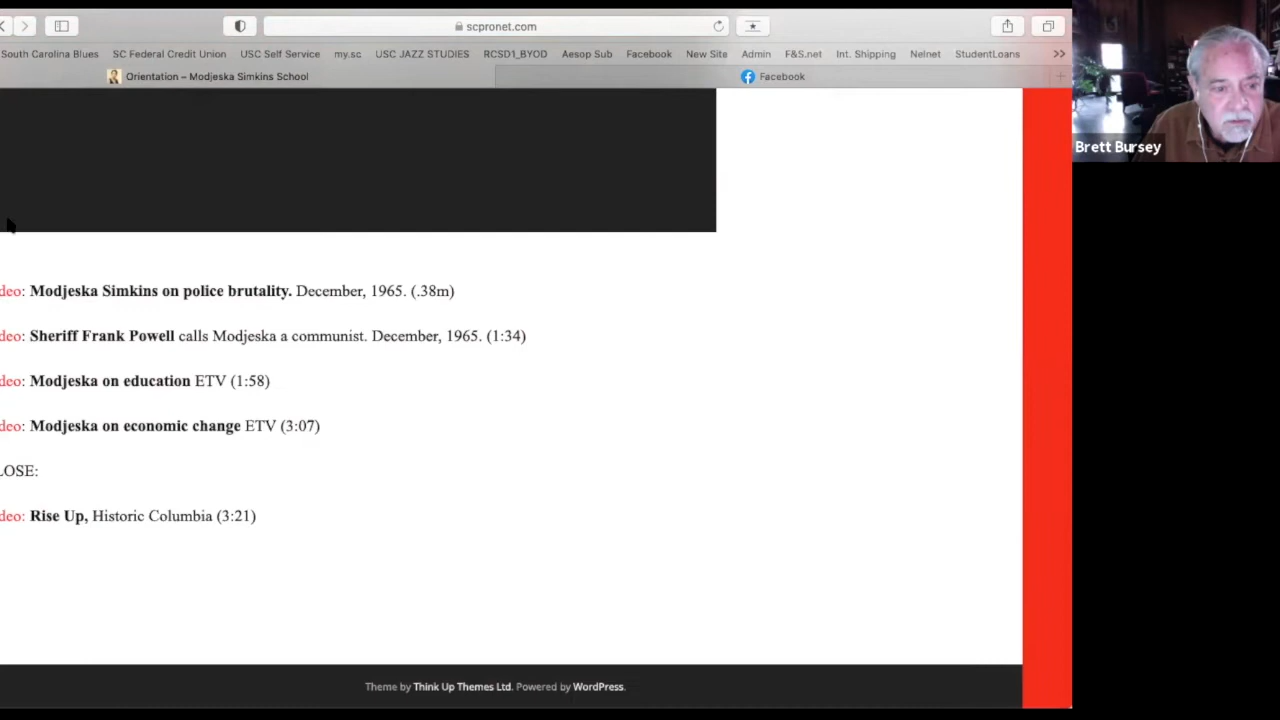 scpronet.com
South Carolina Blues SC Federal Credit Union USC Self Service my.sc USC JAZZ STUDIES RCSD1_BYOD Aesop Sub Facebook New Site Admin F&S.net Int. Shipping Nelnet StudentLoans
Orientation – Modjeska Simkins School Facebook
Brett Bursey
deo: Modjeska Simkins on police brutality. December, 1965. (.38m)
deo: Sheriff Frank Powell calls Modjeska a communist. December, 1965. (1:34)
deo: Modjeska on education ETV (1:58)
deo: Modjeska on economic change ETV (3:07)
LOSE:
deo: Rise Up, Historic Columbia (3:21)
Theme by Think Up Themes Ltd. Powered by WordPress.